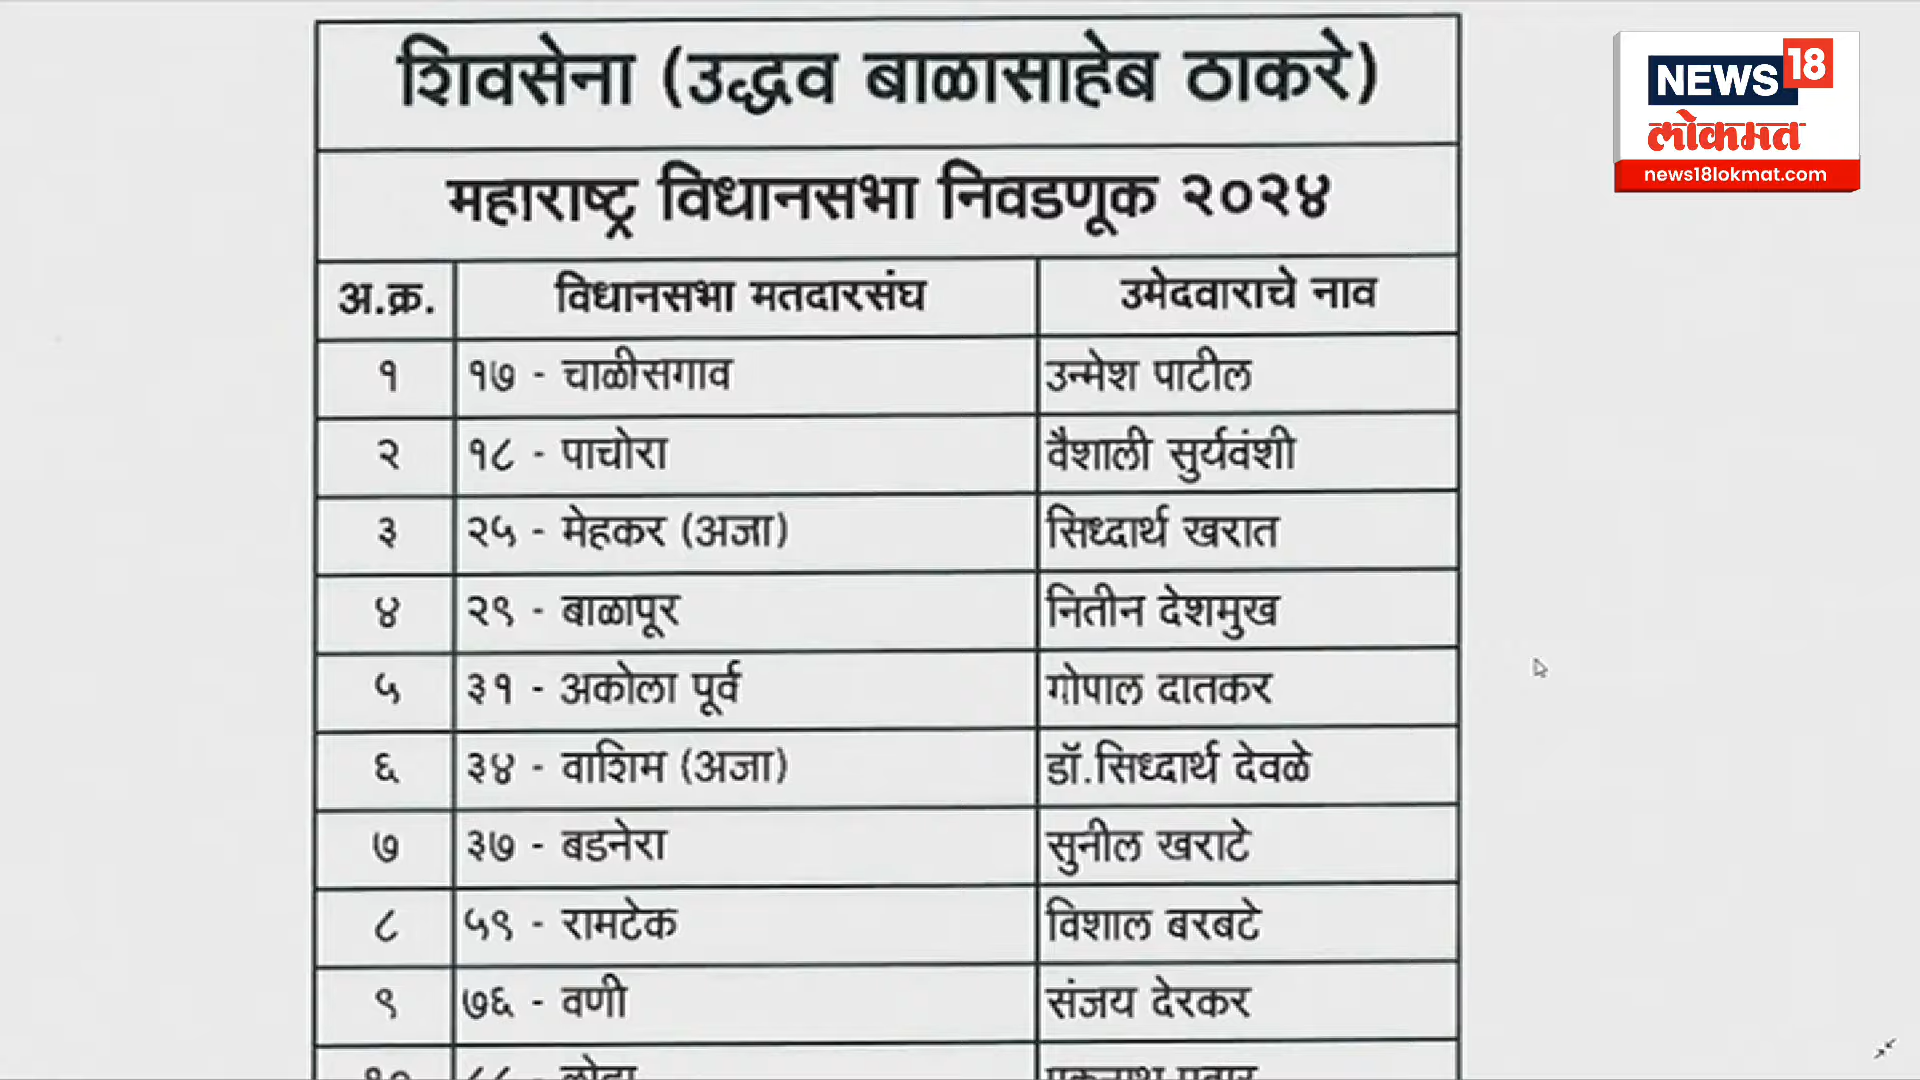 शिवसेना (उद्धव बाळासाहेब ठाकरे)
महाराष्ट्र विधानसभा निवडणूक २०२४
अ.क्र. विधानसभा मतदारसंघ उमेदवाराचे नाव
१ १७ - चाळीसगाव उन्मेश पाटील
२ १८ - पाचोरा वैशाली सुर्यवंशी
३ २५ - मेहकर (अजा) सिध्दार्थ खरात
४ २९ - बाळापूर नितीन देशमुख
५ ३१ - अकोला पूर्व गोपाल दातकर
६ ३४ - वाशिम (अजा) डॉ.सिध्दार्थ देवळे
७ ३७ - बडनेरा सुनील खराटे
८ ५९ - रामटेक विशाल बरबटे
९ ७६ - वणी संजय देरकर
NEWS 18
लोकमत
news18lokmat.com